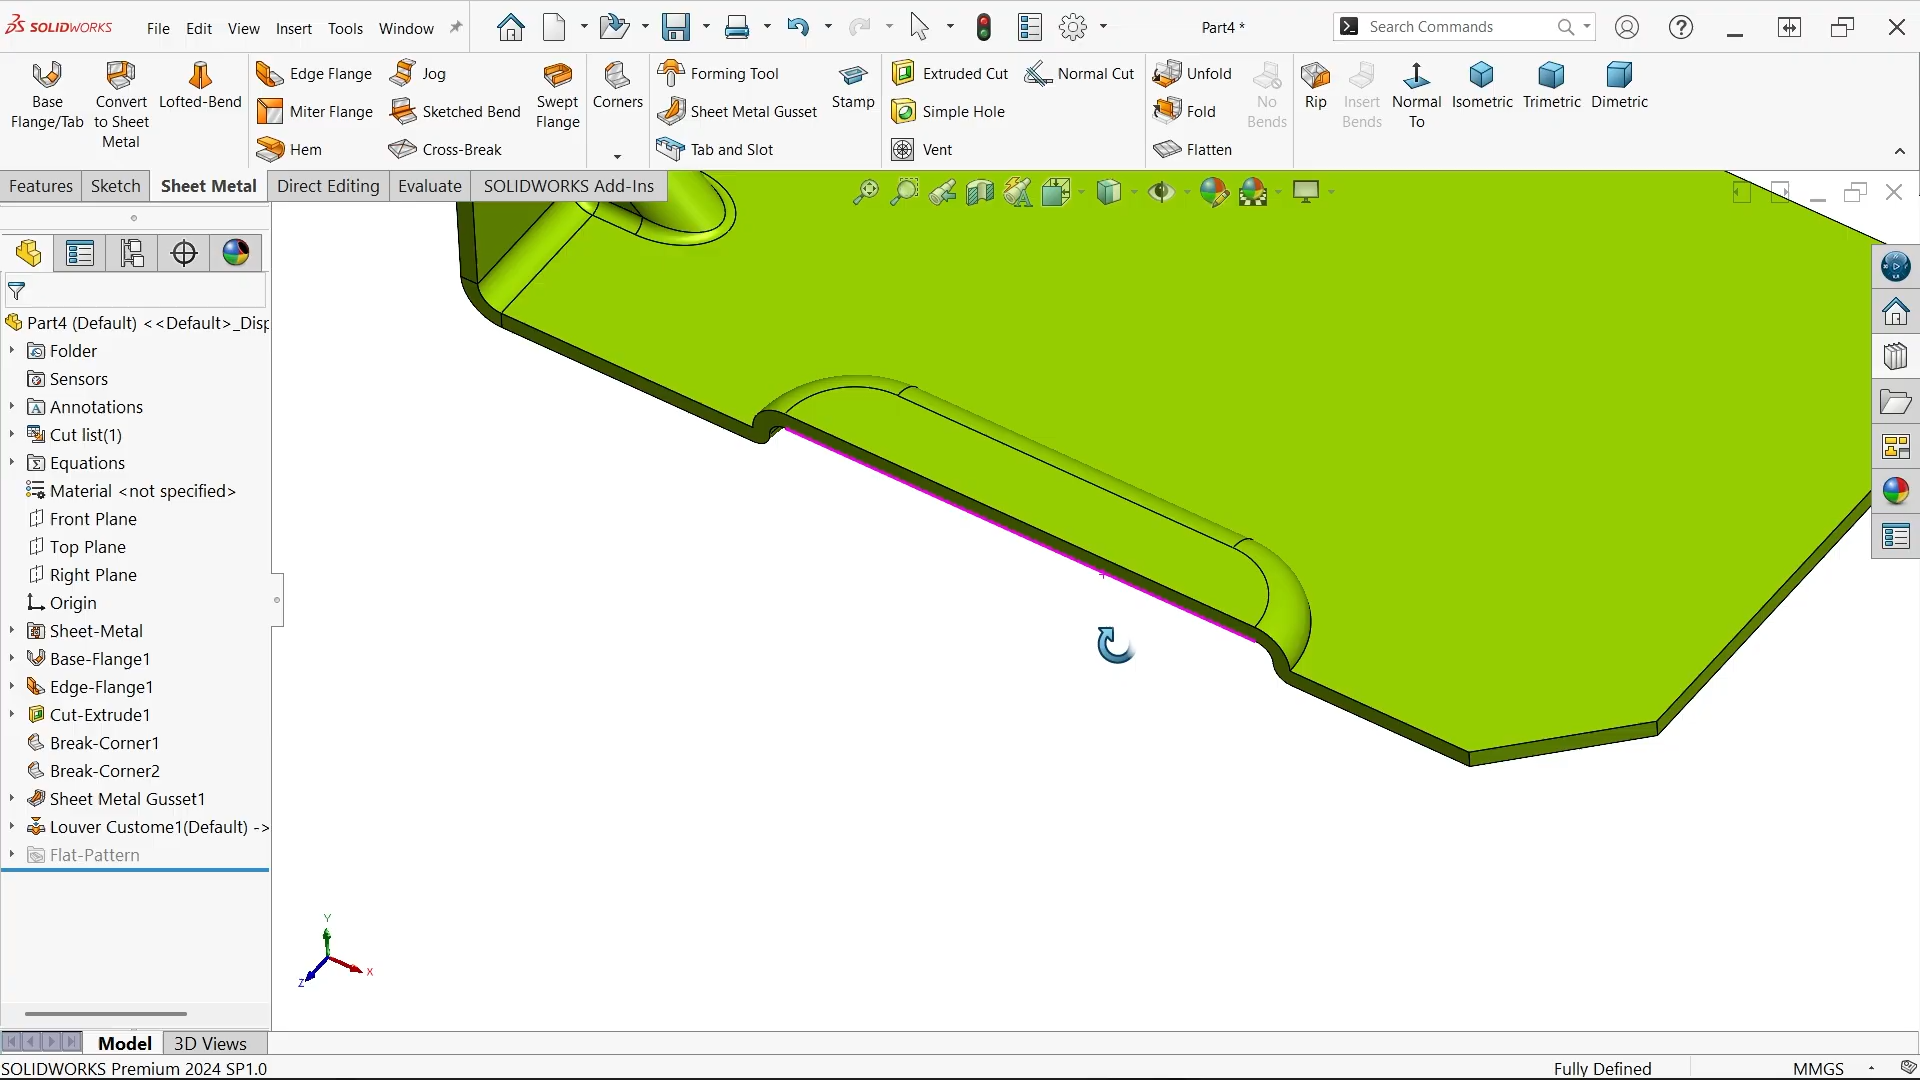 SOLIDWORKS
File Edit View Insert Tools Window
Part4 *
Search Commands
Base Flange/Tab
Convert to Sheet Metal
Lofted-Bend
Edge Flange
Miter Flange
Hem
Jog
Sketched Bend
Cross-Break
Swept Flange
Corners
Forming Tool
Sheet Metal Gusset
Tab and Slot
Stamp
Extruded Cut
Simple Hole
Vent
Normal Cut
Unfold
Fold
Flatten
No Bends
Rip
Insert Bends
Normal To
Isometric
Trimetric
Dimetric
Features Sketch Sheet Metal Direct Editing Evaluate SOLIDWORKS Add-Ins
Part4 (Default) <<Default>_Disp
Folder
Sensors
Annotations
Cut list(1)
Equations
Material <not specified>
Front Plane
Top Plane
Right Plane
Origin
Sheet-Metal
Base-Flange1
Edge-Flange1
Cut-Extrude1
Break-Corner1
Break-Corner2
Sheet Metal Gusset1
Louver Custome1(Default) ->
Flat-Pattern
Y
X
Z
Model 3D Views
SOLIDWORKS Premium 2024 SP1.0
Fully Defined
MMGS